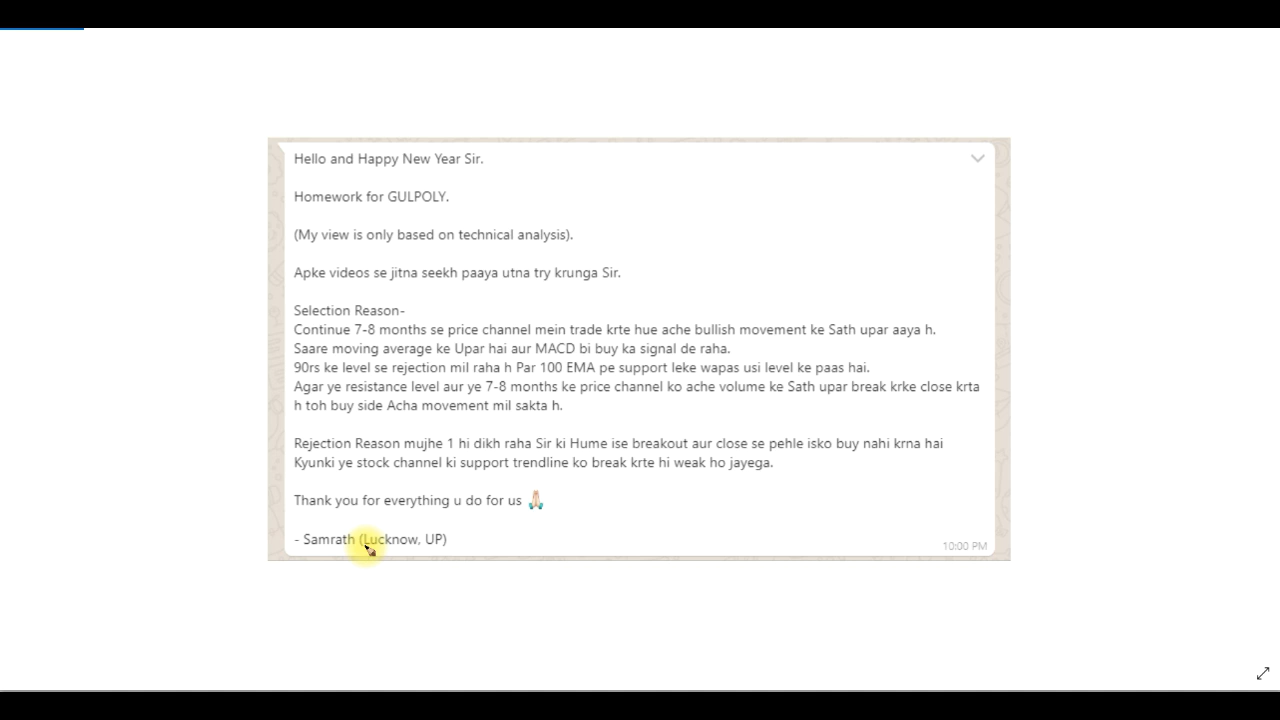 Hello and Happy New Year Sir.
Homework for GULPOLY.
(My view is only based on technical analysis).
Apke videos se jitna seekh paaya utna try krunga Sir.
Selection Reason-
Continue 7-8 months se price channel mein trade krte hue ache bullish movement ke Sath upar aaya h.
Saare moving average ke Upar hai aur MACD bi buy ka signal de raha.
90rs ke level se rejection mil raha h Par 100 EMA pe support leke wapas usi level ke paas hai.
Agar ye resistance level aur ye 7-8 months ke price channel ko ache volume ke Sath upar break krke close krta
h toh buy side Acha movement mil sakta h.
Rejection Reason mujhe 1 hi dikh raha Sir ki Hume ise breakout aur close se pehle isko buy nahi krna hai
Kyunki ye stock channel ki support trendline ko break krte hi weak ho jayega.
Thank you for everything u do for us 🙏🏻
- Samrath (Lucknow, UP)
10:00 PM